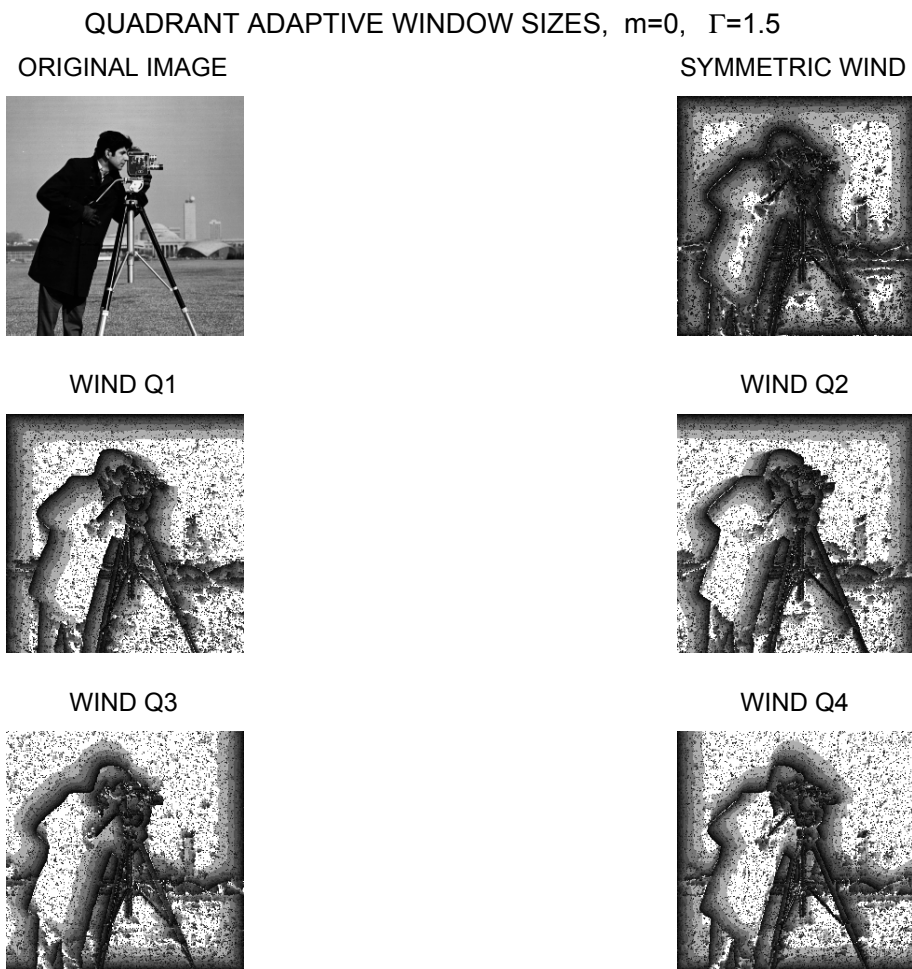 QUADRANT ADAPTIVE WINDOW SIZES, m=0, Γ=1.5
ORIGINAL IMAGE
SYMMETRIC WIND
WIND Q1
WIND Q2
WIND Q3
WIND Q4